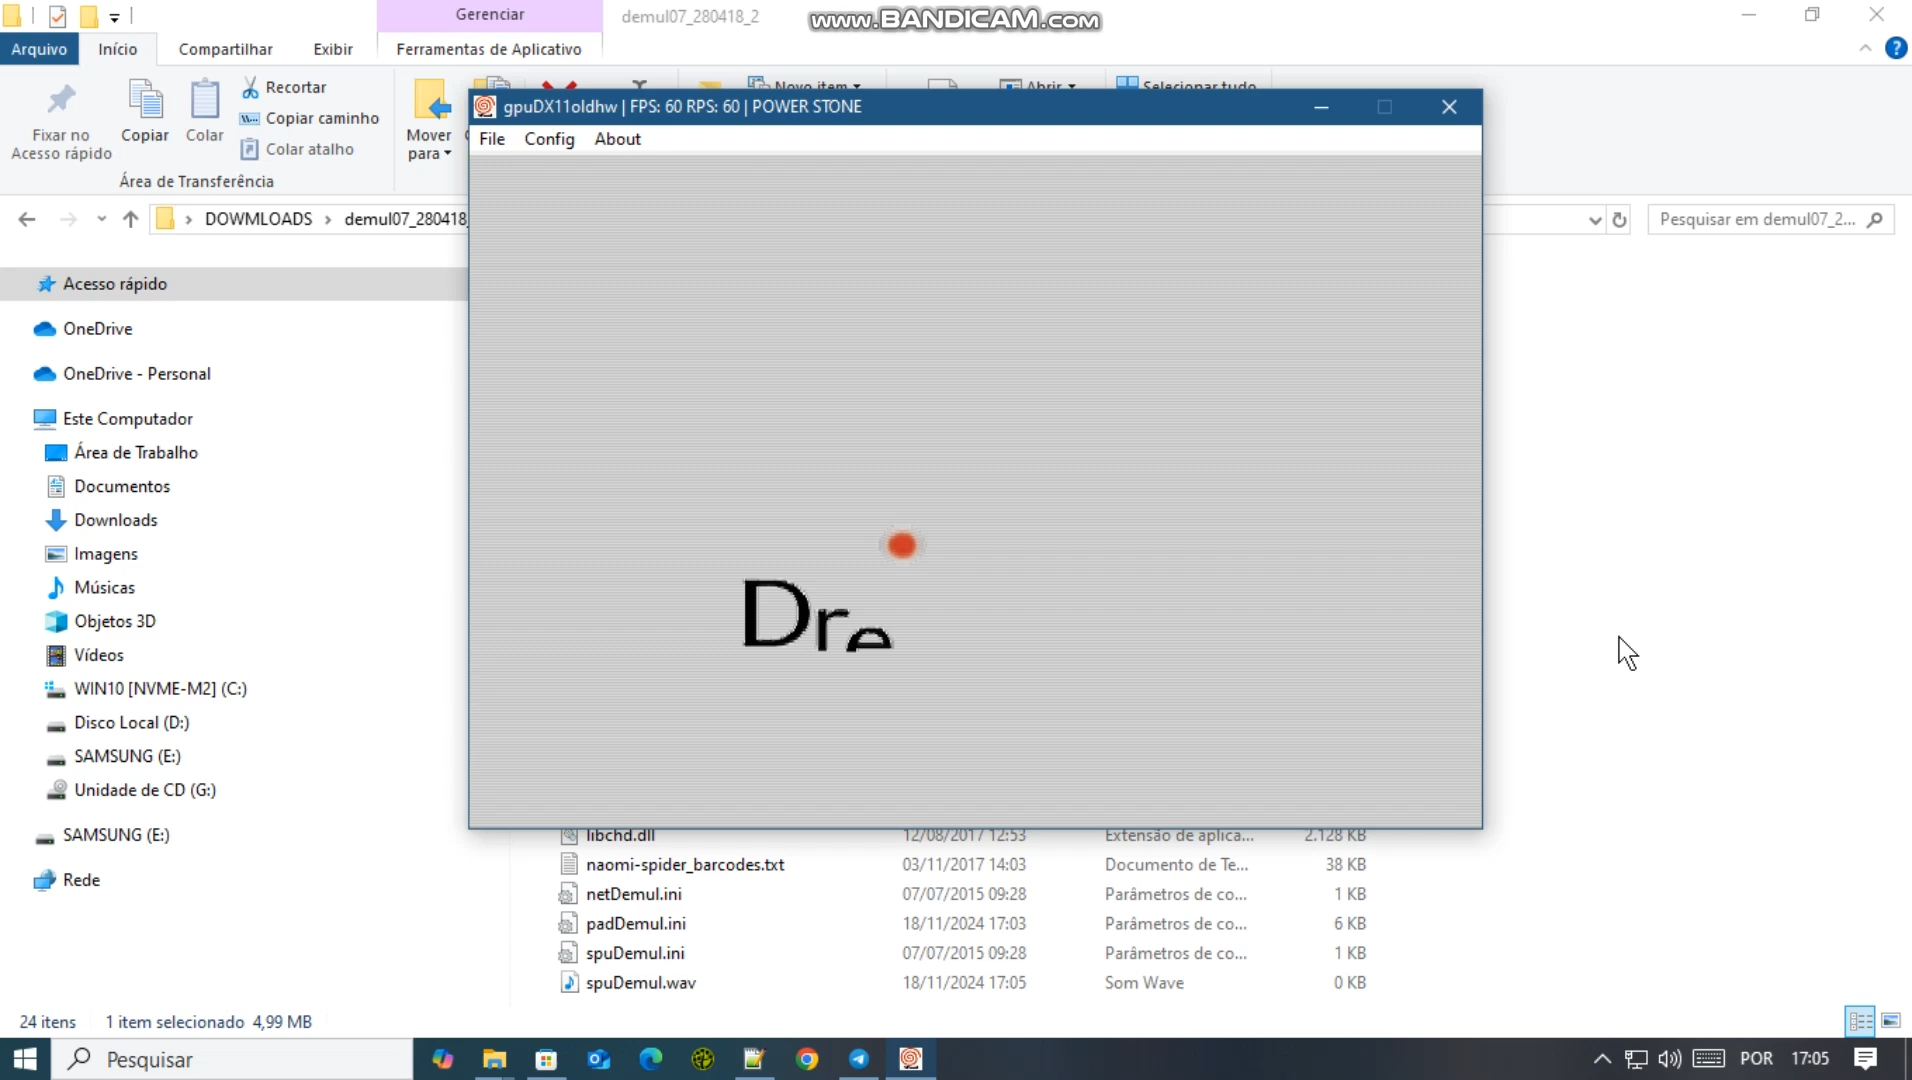 Gerenciar
demul07_280418_2
www.BANDICAM.com
Arquivo
Início
Compartilhar
Exibir
Ferramentas de Aplicativo
Fixar no
Acesso rápido
Copiar
Colar
Recortar
Copiar caminho
Colar atalho
Mover
para
Área de Transferência
Novo item
Abrir
Selecionar tudo
gpuDX11oldhw | FPS: 60 RPS: 60 | POWER STONE
File
Config
About
DOWMLOADS
demul07_280418_
Pesquisar em demul07_2...
Acesso rápido
OneDrive
OneDrive - Personal
Este Computador
Área de Trabalho
Documentos
Downloads
Imagens
Músicas
Objetos 3D
Vídeos
WIN10 [NVME-M2] (C:)
Disco Local (D:)
SAMSUNG (E:)
Unidade de CD (G:)
SAMSUNG (E:)
Rede
Dre
libchd.dll 12/08/2017 12:53 Extensão de aplica... 2.128 KB
naomi-spider_barcodes.txt 03/11/2017 14:03 Documento de Te... 38 KB
netDemul.ini 07/07/2015 09:28 Parâmetros de co... 1 KB
padDemul.ini 18/11/2024 17:03 Parâmetros de co... 6 KB
spuDemul.ini 07/07/2015 09:28 Parâmetros de co... 1 KB
spuDemul.wav 18/11/2024 17:05 Som Wave 0 KB
24 itens
1 item selecionado 4,99 MB
Pesquisar
POR
17:05